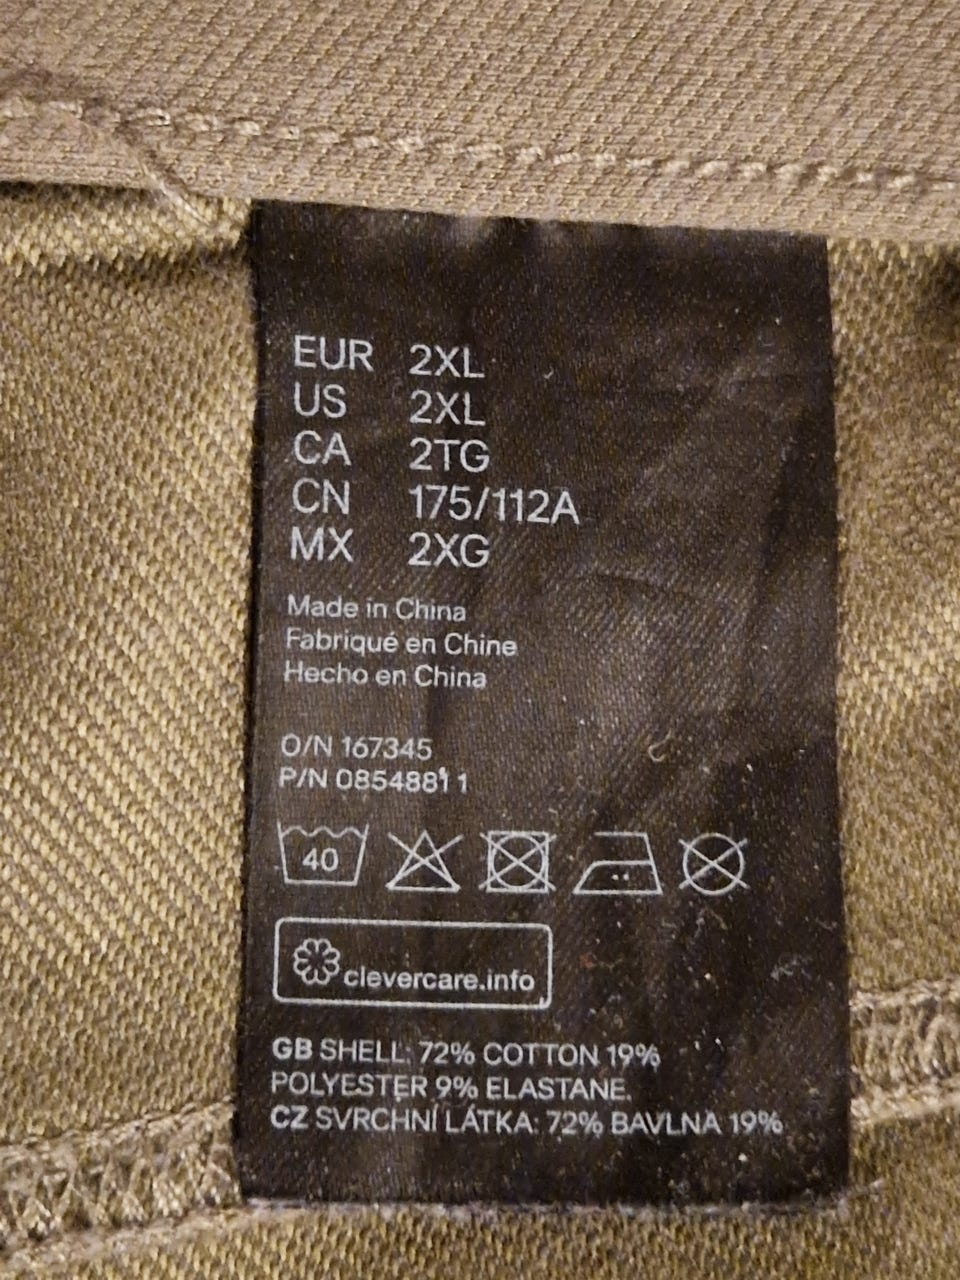 EUR 2XL
US 2XL
CA 2TG
CN 175/112A
MX 2XG
Made in China
Fabriqué en Chine
Hecho en China
O/N 167345
P/N 0854881 1
40
clevercare.info
GB SHELL: 72% COTTON 19%
POLYESTER 9% ELASTANE.
CZ SVRCHNÍ LÁTKA: 72% BAVLNA 19%